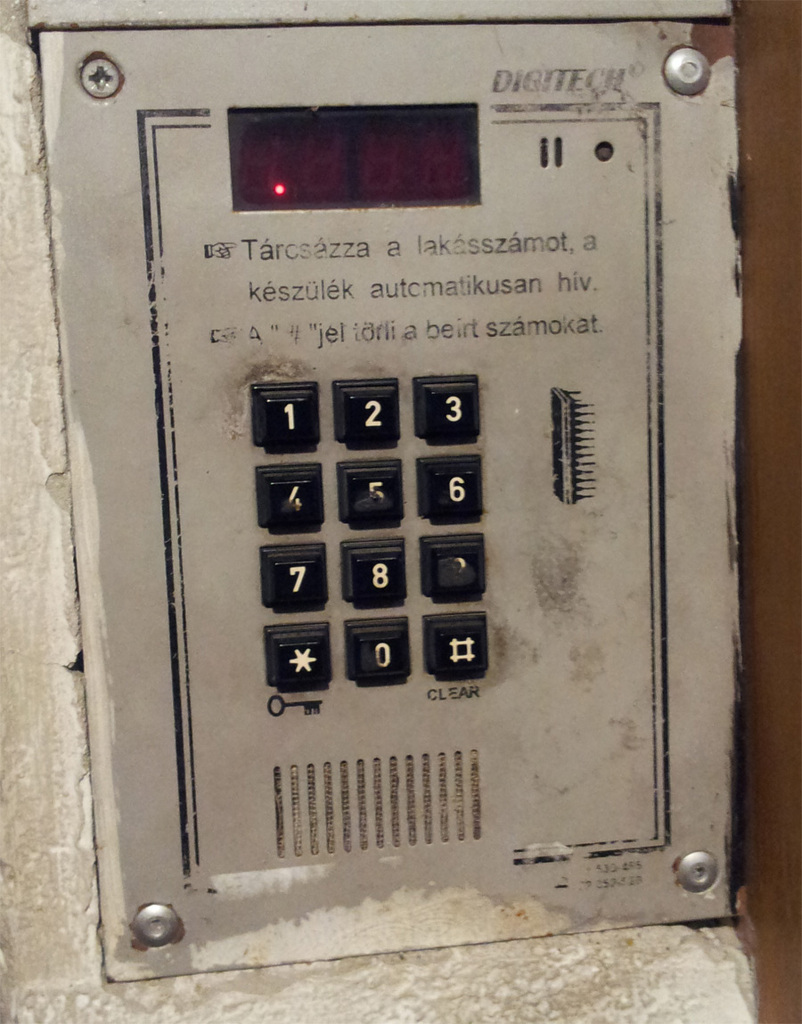 DIGITECH
Tárcsázza a lakásszámot, a
készülék automatikusan hív.
A "#" jel törli a beírt számokat.
1 2 3
4 5 6
7 8
* 0 #
CLEAR